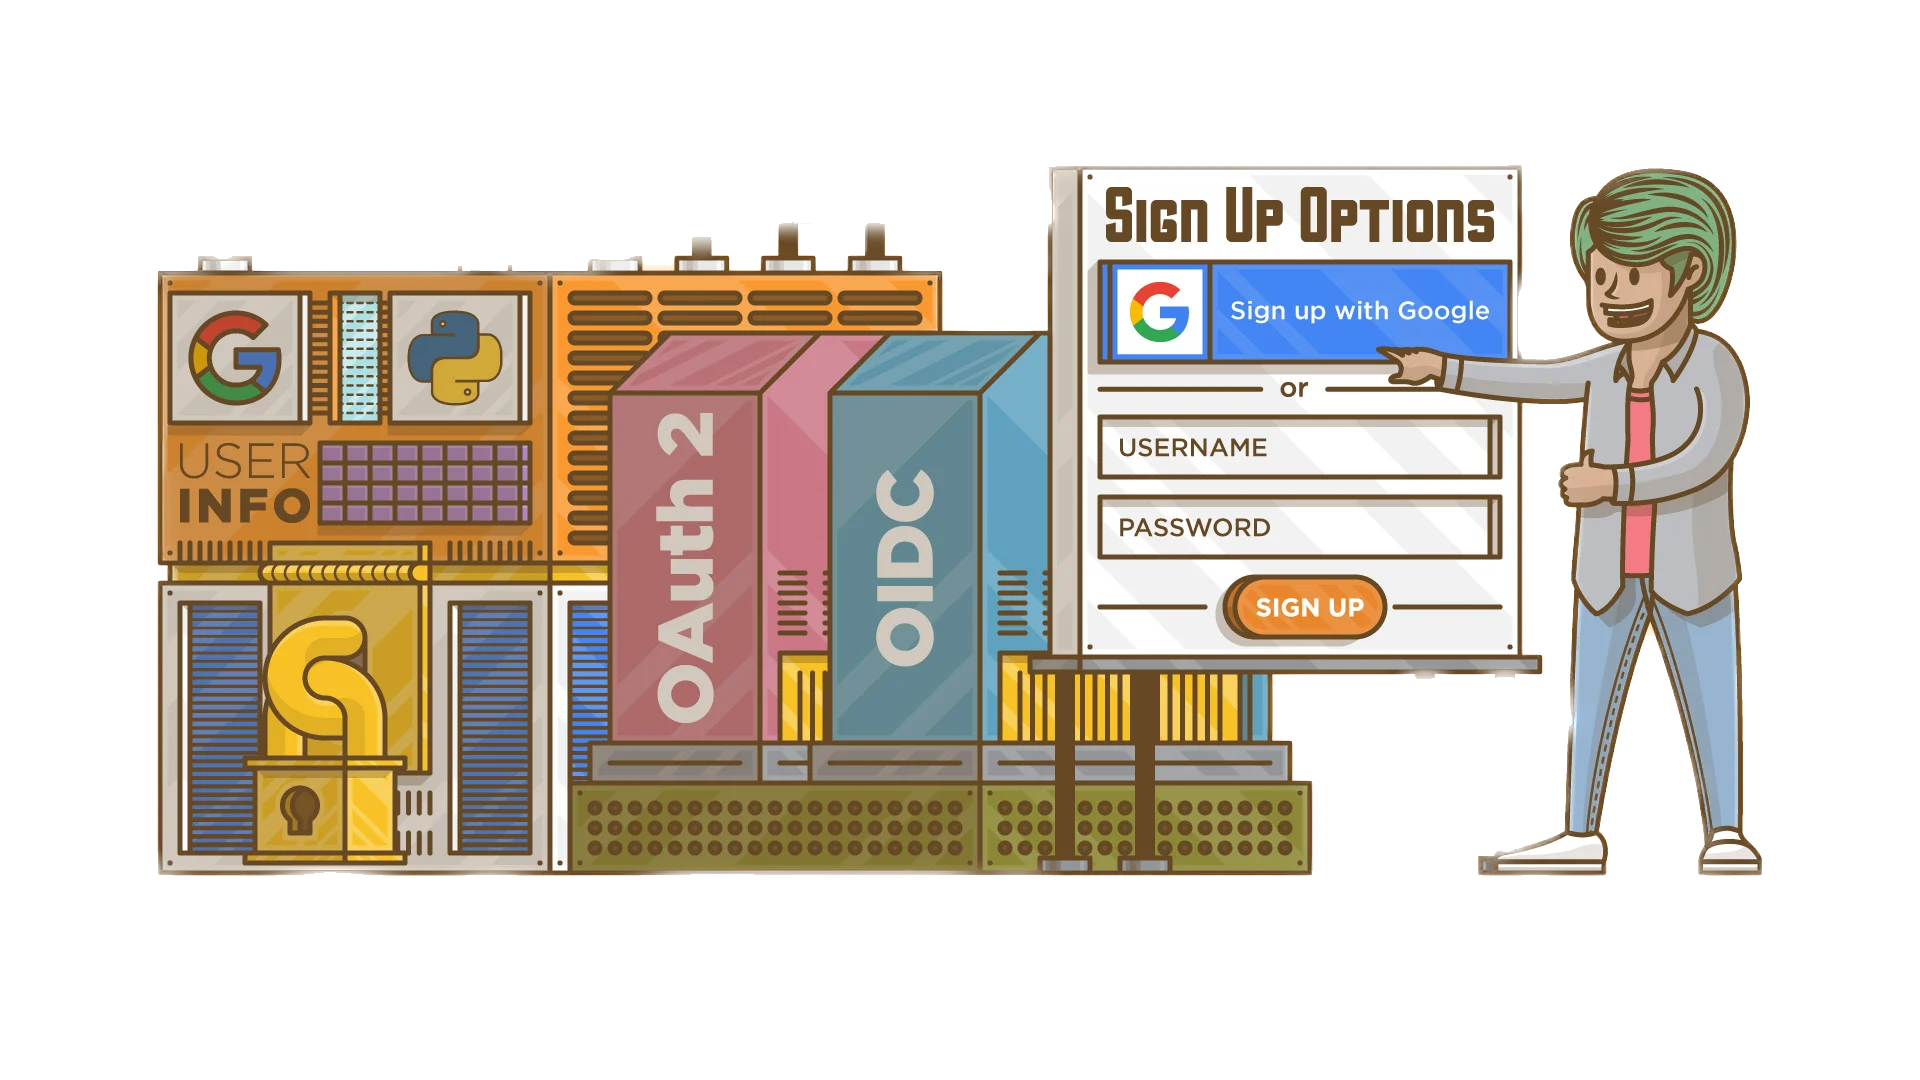 USER
INFO
OAuth 2
OIDC
Sign Up Options
Sign up with Google
or
USERNAME
PASSWORD
SIGN UP